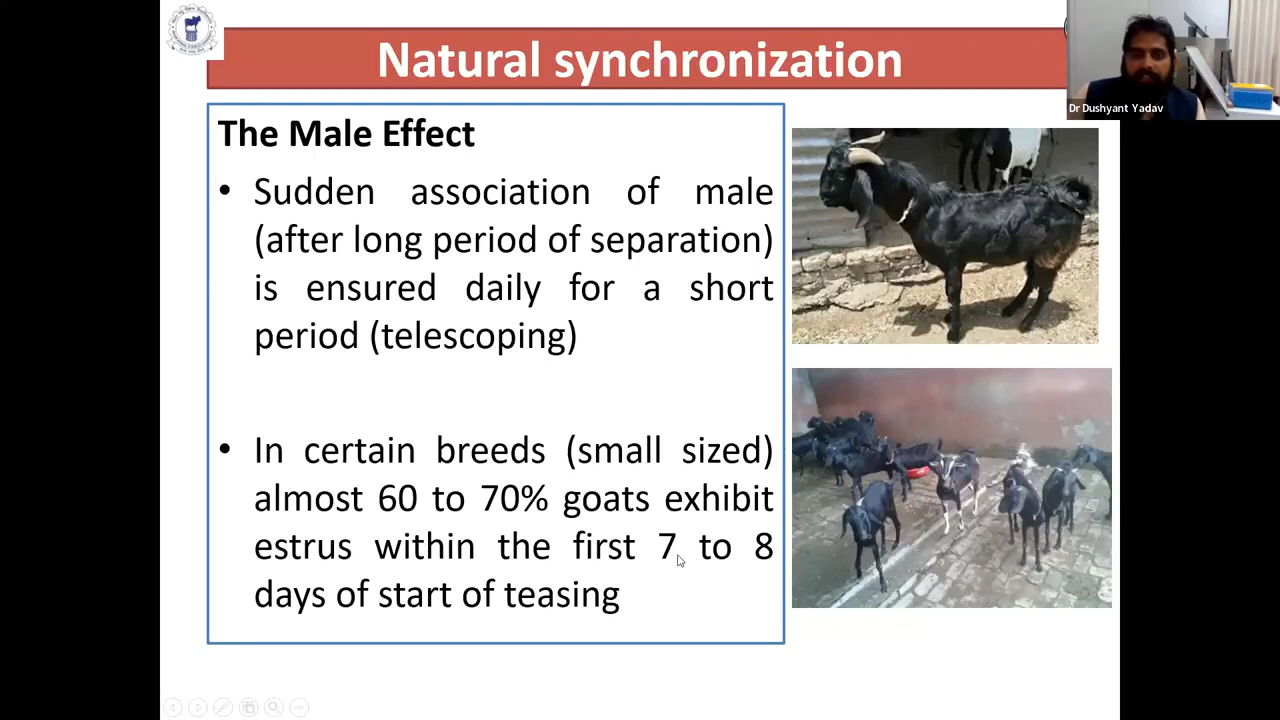 Natural synchronization
Dr Dushyant Yadav
The Male Effect
• Sudden association of male
(after long period of separation)
is ensured daily for a short
period (telescoping)
• In certain breeds (small sized)
almost 60 to 70% goats exhibit
estrus within the first 7 to 8
days of start of teasing